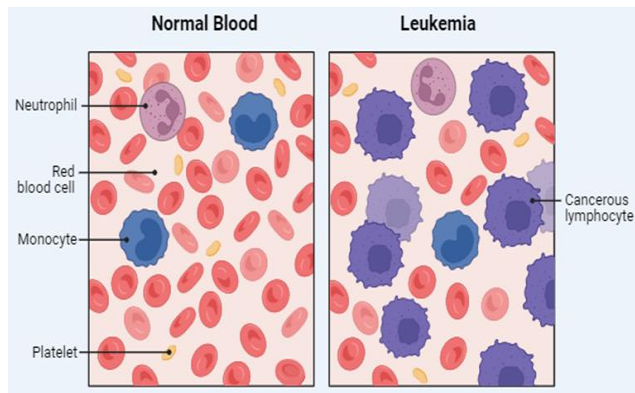 Normal Blood
Leukemia
Neutrophil
Red
blood cell
Monocyte
Platelet
Cancerous
lymphocyte